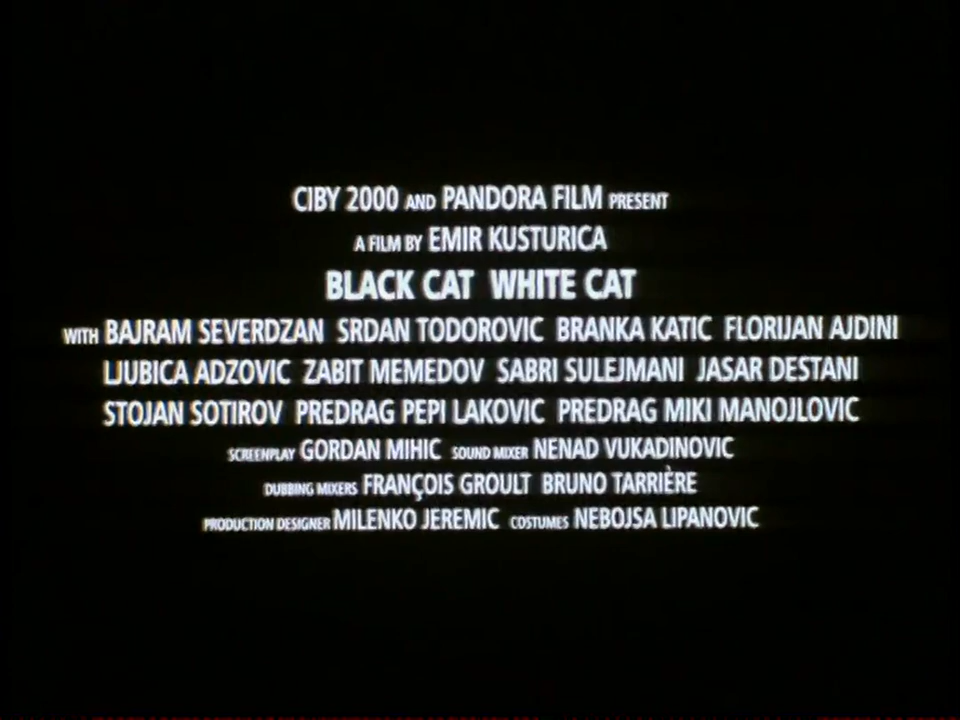 CIBY 2000 AND PANDORA FILM PRESENT
A FILM BY EMIR KUSTURICA
BLACK CAT WHITE CAT
WITH BAJRAM SEVERDZAN SRDAN TODOROVIC BRANKA KATIC FLORIJAN AJDINI
LJUBICA ADZOVIC ZABIT MEMEDOV SABRI SULEJMANI JASAR DESTANI
STOJAN SOTIROV PREDRAG PEPI LAKOVIC PREDRAG MIKI MANOJLOVIC
SCREENPLAY GORDAN MIHIC SOUND MIXER NENAD VUKADINOVIC
DUBBING MIXERS FRANÇOIS GROULT BRUNO TARRIÈRE
PRODUCTION DESIGNER MILENKO JEREMIC COSTUMES NEBOJSA LIPANOVIC